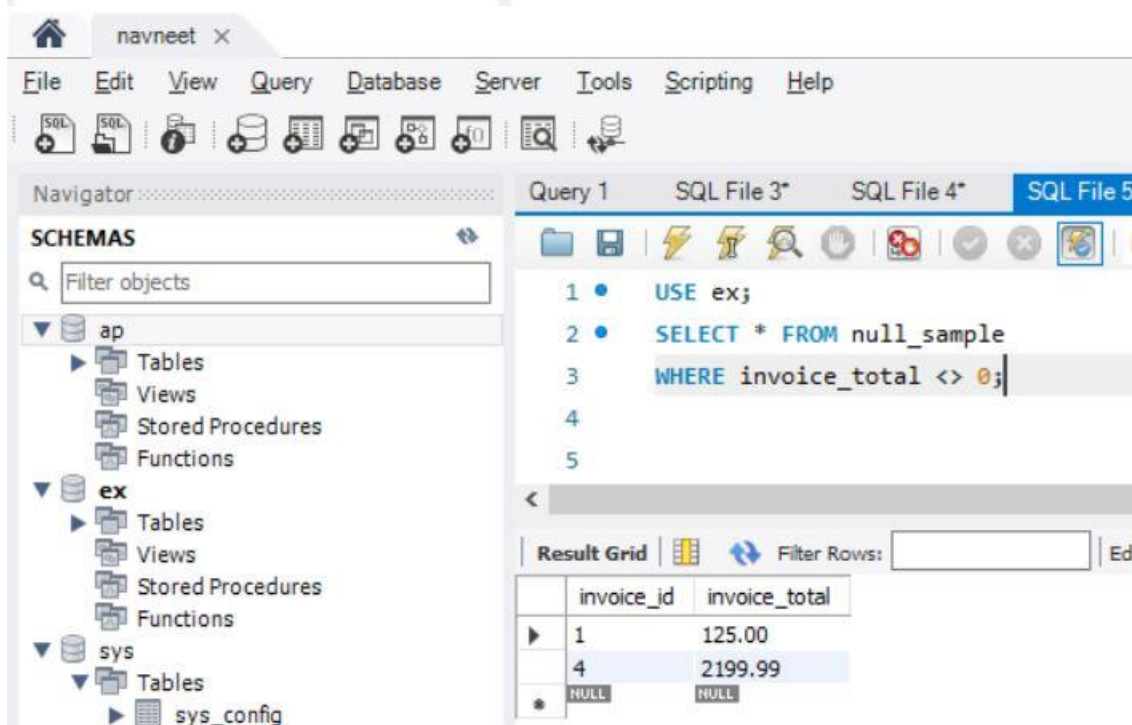 navneet ×
File Edit View Query Database Server Tools Scripting Help
SQL SQL f()
Navigator
Query 1 SQL File 3* SQL File 4* SQL File 5
SCHEMAS
Filter objects
ap
Tables
Views
Stored Procedures
Functions
ex
Tables
Views
Stored Procedures
Functions
sys
Tables
sys_config
1 USE ex;
2 SELECT * FROM null_sample
3 WHERE invoice_total <> 0;
4
5
Result Grid Filter Rows: Ed
invoice_id invoice_total
1 125.00
4 2199.99
NULL NULL